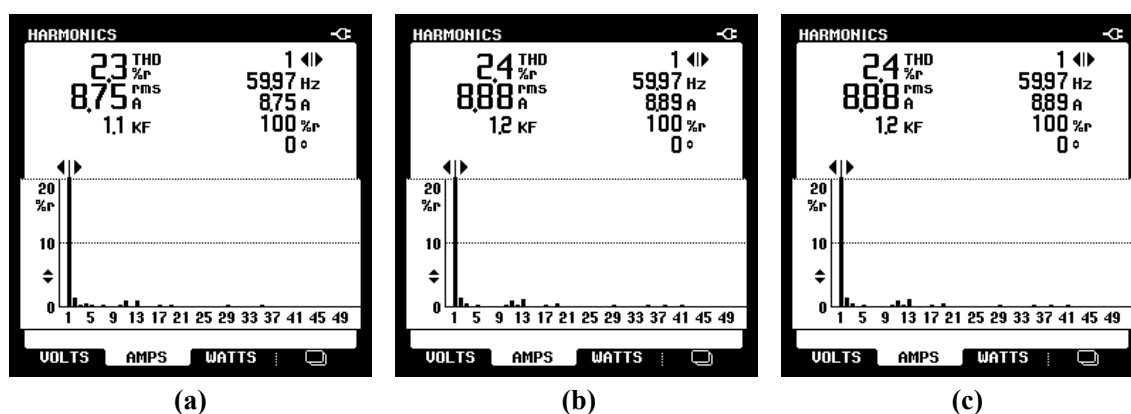 HARMONICS
2.3 THD %r
8.75 rms A
1.1 KF
1
59.97 Hz
8.75 A
100 %r
0 °
20
%r
10
0
1 5 9 13 17 21 25 29 33 37 41 45 49
VOLTS AMPS WATTS
(a)
HARMONICS
2.4 THD %r
8.88 rms A
1.2 KF
1
59.97 Hz
8.89 A
100 %r
0 °
20
%r
10
0
1 5 9 13 17 21 25 29 33 37 41 45 49
VOLTS AMPS WATTS
(b)
HARMONICS
2.4 THD %r
8.88 rms A
1.2 KF
1
59.97 Hz
8.89 A
100 %r
0 °
20
%r
10
0
1 5 9 13 17 21 25 29 33 37 41 45 49
VOLTS AMPS WATTS
(c)